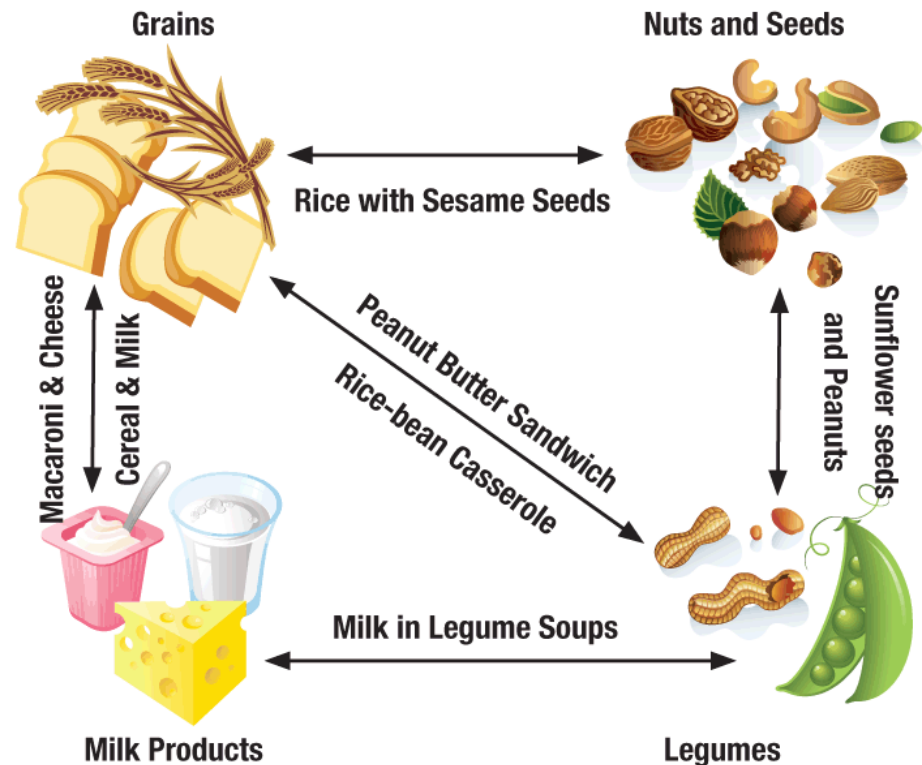 Grains
Nuts and Seeds
Rice with Sesame Seeds
Macaroni & Cheese
Cereal & Milk
Peanut Butter Sandwich
Rice-bean Casserole
Sunflower seeds
and Peanuts
Milk in Legume Soups
Milk Products
Legumes